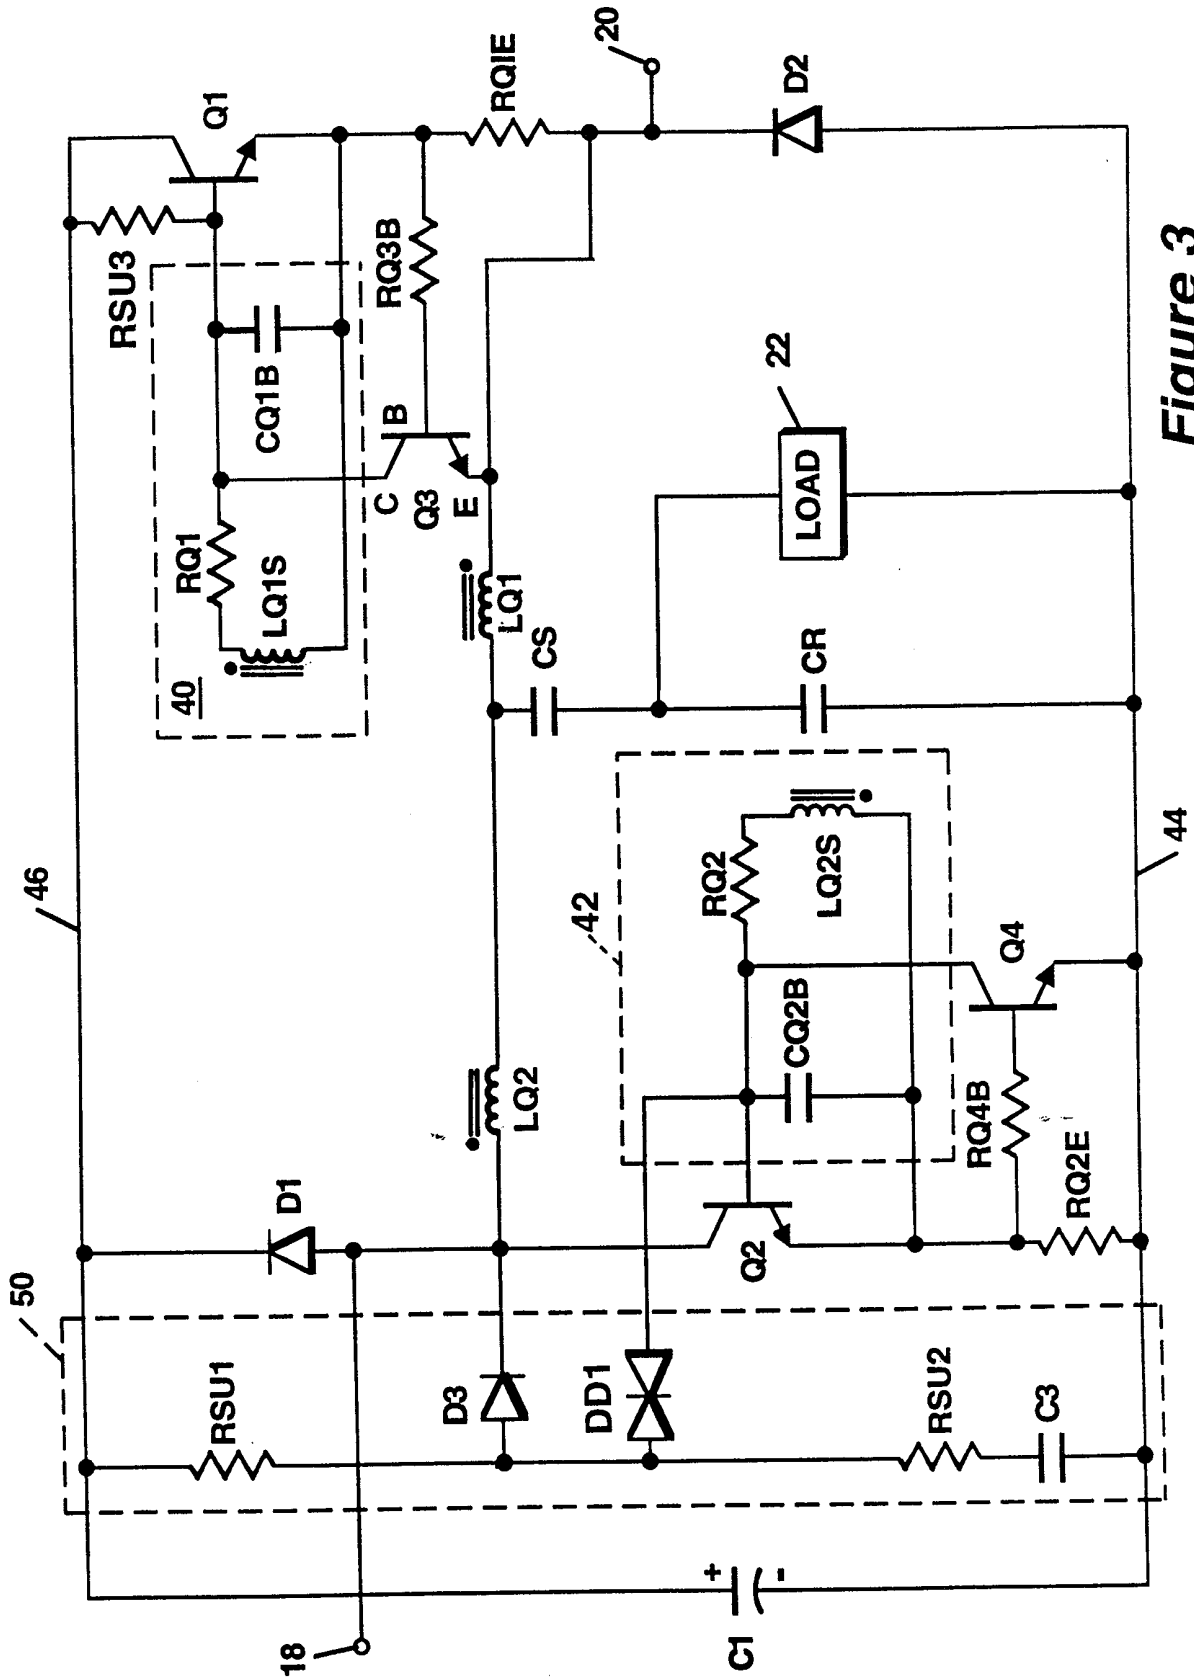 50
46
RSU3
Q1
40
RQ1
LQ1S
CQ1B
RSU1
18
D1
C
B
RQ3B
Q3
E
RQIE
D3
LQ2
LQ1
CS
20
DD1
42
RQ2
+
C1
-
Q2
CQ2B
LQ2S
CR
22
LOAD
D2
RSU2
RQ4B
Q4
C3
RQ2E
44
Figure 3